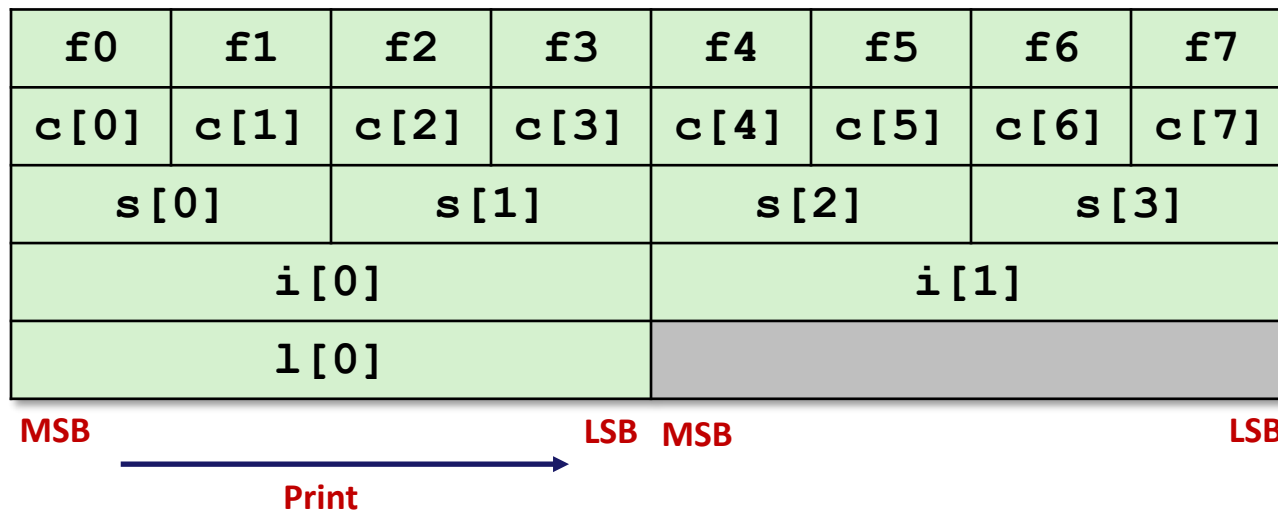 f0 f1 f2 f3 f4 f5 f6 f7
c[0] c[1] c[2] c[3] c[4] c[5] c[6] c[7]
s[0] s[1] s[2] s[3]
i[0] i[1]
l[0]
MSB LSB MSB LSB
Print